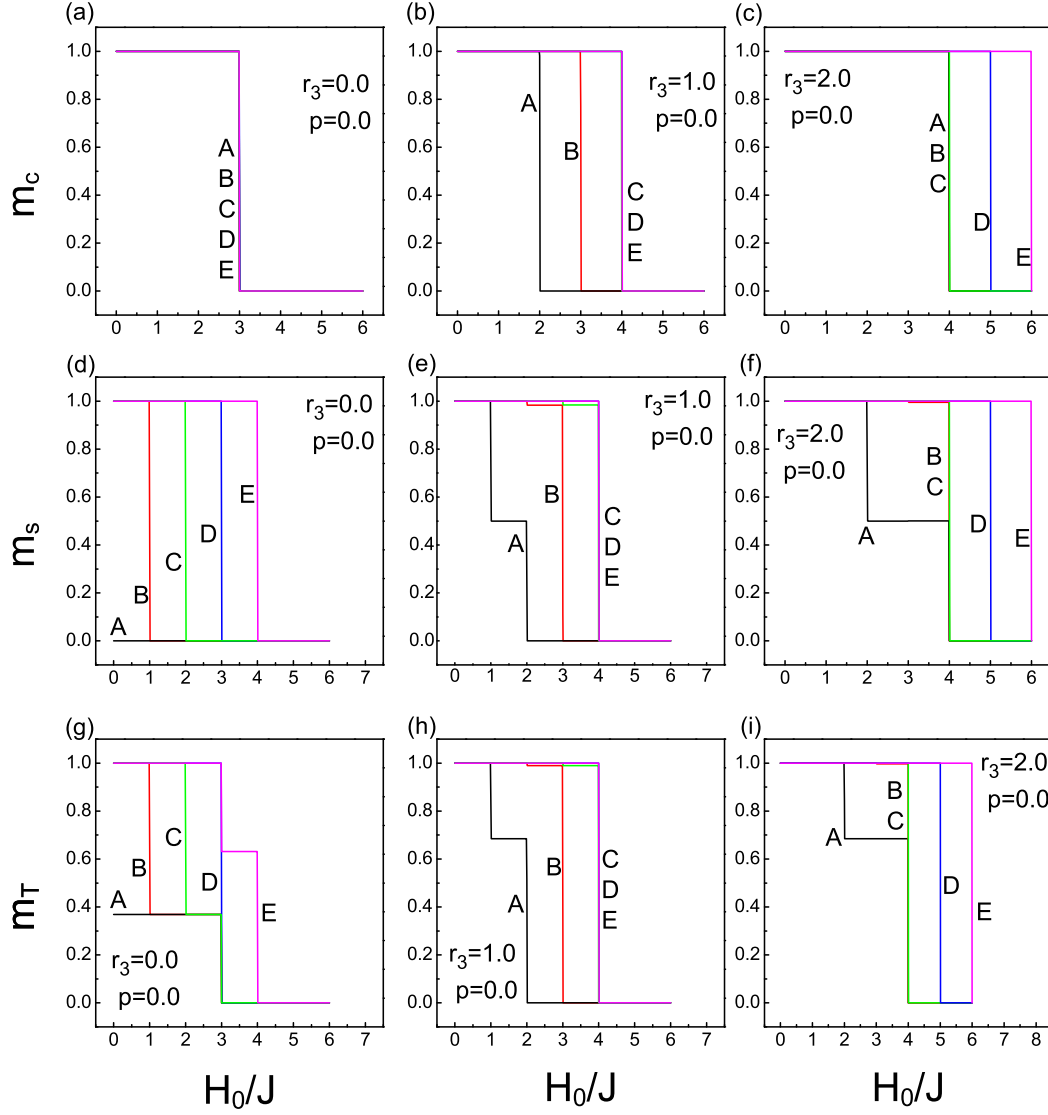 (a)
(b)
(c)
1.0
0.8
0.6
0.4
0.2
0.0
m_c
r_3=0.0
p=0.0
A
B
C
D
E
0 1 2 3 4 5 6
1.0
0.8
0.6
0.4
0.2
0.0
r_3=1.0
p=0.0
A
B
C
D
E
0 1 2 3 4 5 6
1.0
0.8
0.6
0.4
0.2
0.0
r_3=2.0
p=0.0
A
B
C
D
E
0 1 2 3 4 5 6
(d)
(e)
(f)
1.0
0.8
0.6
0.4
0.2
0.0
m_s
r_3=0.0
p=0.0
E
D
C
B
A
0 1 2 3 4 5 6 7
1.0
0.8
0.6
0.4
0.2
0.0
r_3=1.0
p=0.0
B
A
C
D
E
0 1 2 3 4 5 6 7
1.0
0.8
0.6
0.4
0.2
0.0
r_3=2.0
p=0.0
B
C
A
D
E
0 1 2 3 4 5 6
(g)
(h)
(i)
1.0
0.8
0.6
0.4
0.2
0.0
m_T
A
B
C
D
E
r_3=0.0
p=0.0
0 1 2 3 4 5 6 7
1.0
0.8
0.6
0.4
0.2
0.0
B
A
C
D
E
r_3=1.0
p=0.0
0 1 2 3 4 5 6 7
1.0
0.8
0.6
0.4
0.2
0.0
r_3=2.0
p=0.0
B
C
A
D
E
0 1 2 3 4 5 6 7 8
H_0/J
H_0/J
H_0/J